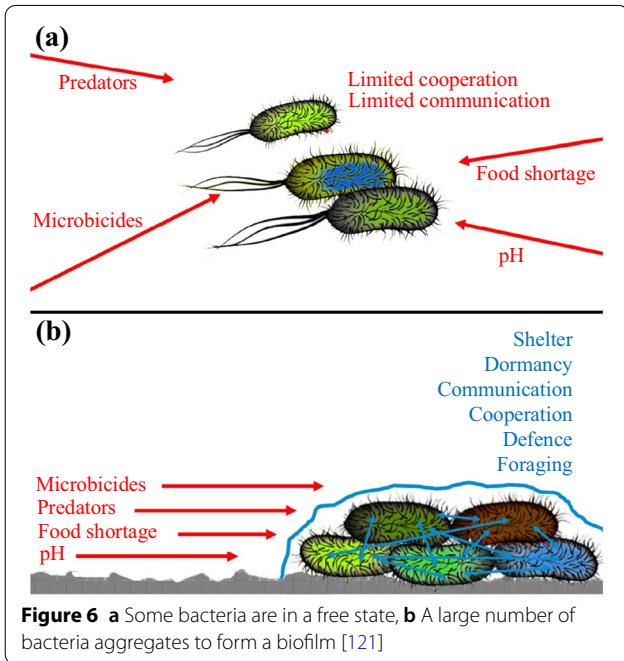 (a)
Predators
Limited cooperation
Limited communication
Food shortage
Microbicides
pH
(b)
Shelter
Dormancy
Communication
Cooperation
Defence
Foraging
Microbicides
Predators
Food shortage
pH
Figure 6 a Some bacteria are in a free state, b A large number of
bacteria aggregates to form a biofilm [121]